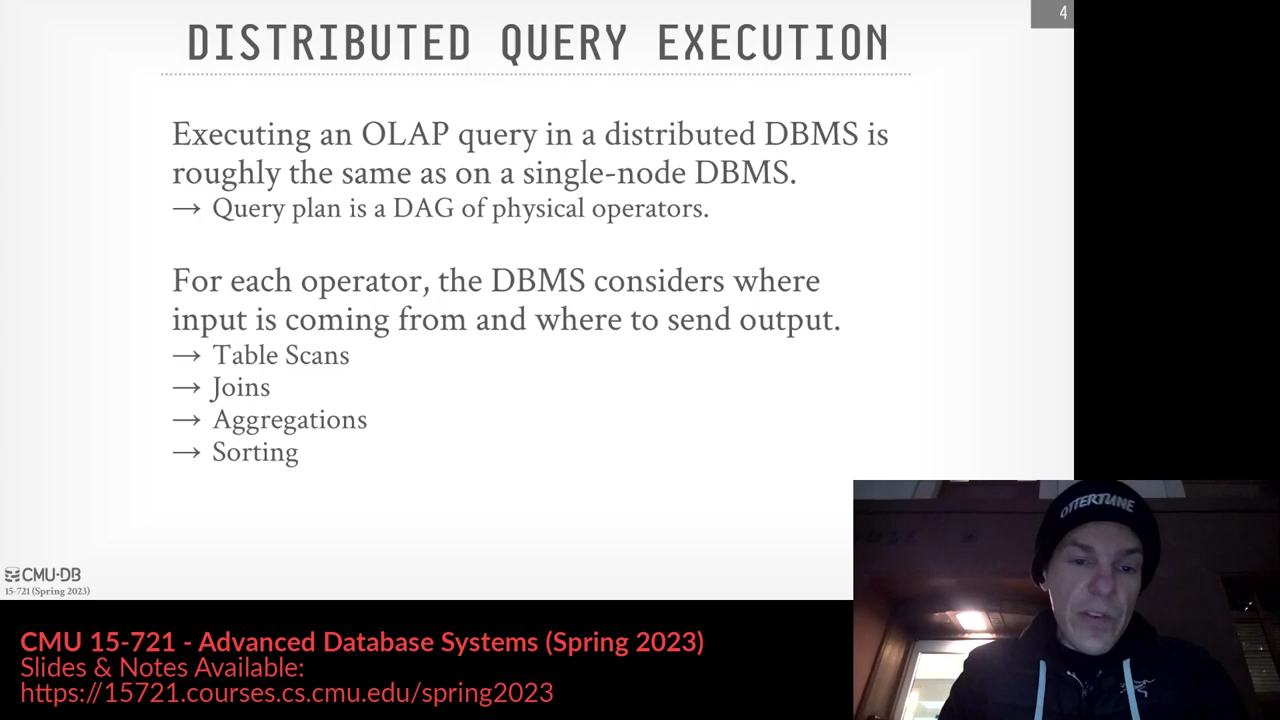 4
DISTRIBUTED QUERY EXECUTION
Executing an OLAP query in a distributed DBMS is
roughly the same as on a single-node DBMS.
→ Query plan is a DAG of physical operators.
For each operator, the DBMS considers where
input is coming from and where to send output.
→ Table Scans
→ Joins
→ Aggregations
→ Sorting
OTTERTUNE
CMU·DB
15-721 (Spring 2023)
CMU 15-721 - Advanced Database Systems (Spring 2023)
Slides & Notes Available:
https://15721.courses.cs.cmu.edu/spring2023